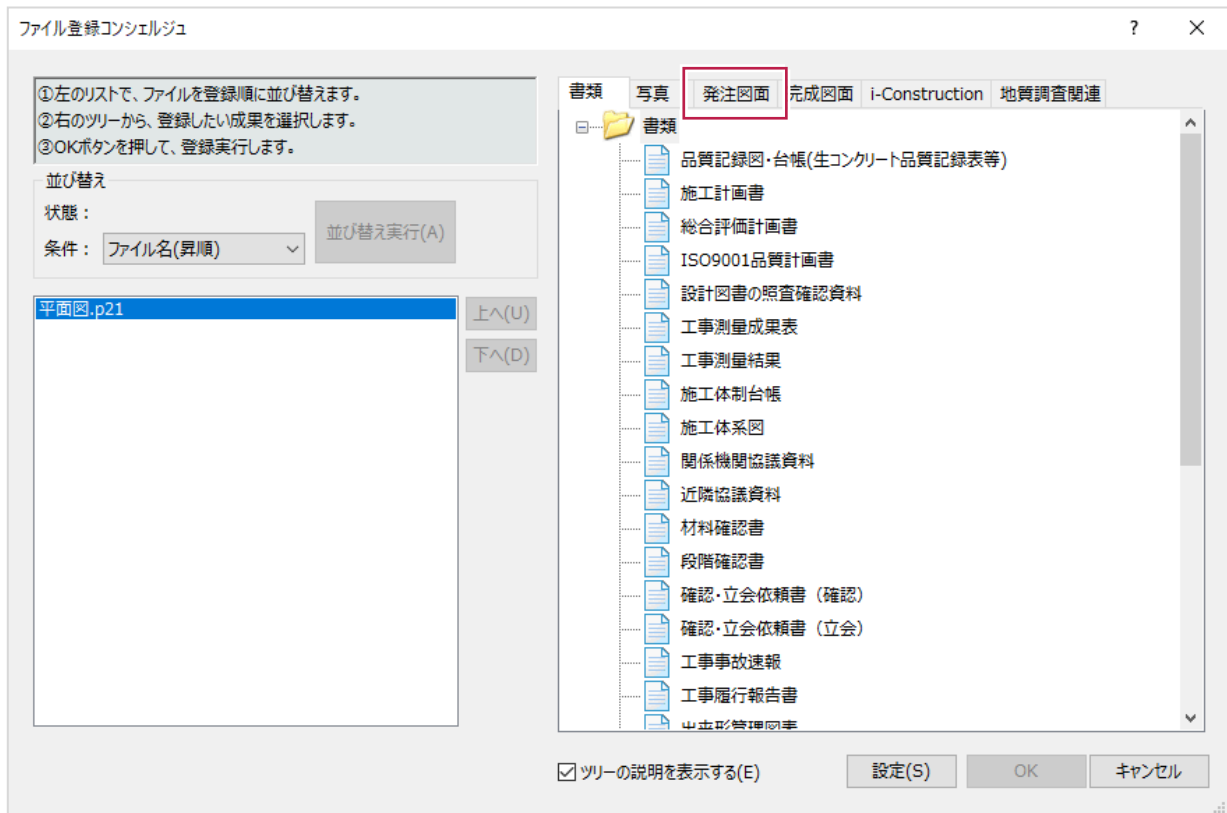 ファイル登録コンシェルジュ
?
①左のリストで、ファイルを登録順に並び替えます。
②右のツリーから、登録したい成果を選択します。
③OKボタンを押して、登録実行します。
並び替え
状態：
条件： ファイル名(昇順)
並び替え実行(A)
平面図.p21
上へ(U)
下へ(D)
書類 写真 発注図面 完成図面 i-Construction 地質調査関連
書類
品質記録図・台帳(生コンクリート品質記録表等)
施工計画書
総合評価計画書
ISO9001品質計画書
設計図書の照査確認資料
工事測量成果表
工事測量結果
施工体制台帳
施工体系図
関係機関協議資料
近隣協議資料
材料確認書
段階確認書
確認・立会依頼書（確認）
確認・立会依頼書（立会）
工事事故速報
工事履行報告書
出来形管理図表
ツリーの説明を表示する(E)
設定(S)
OK
キャンセル